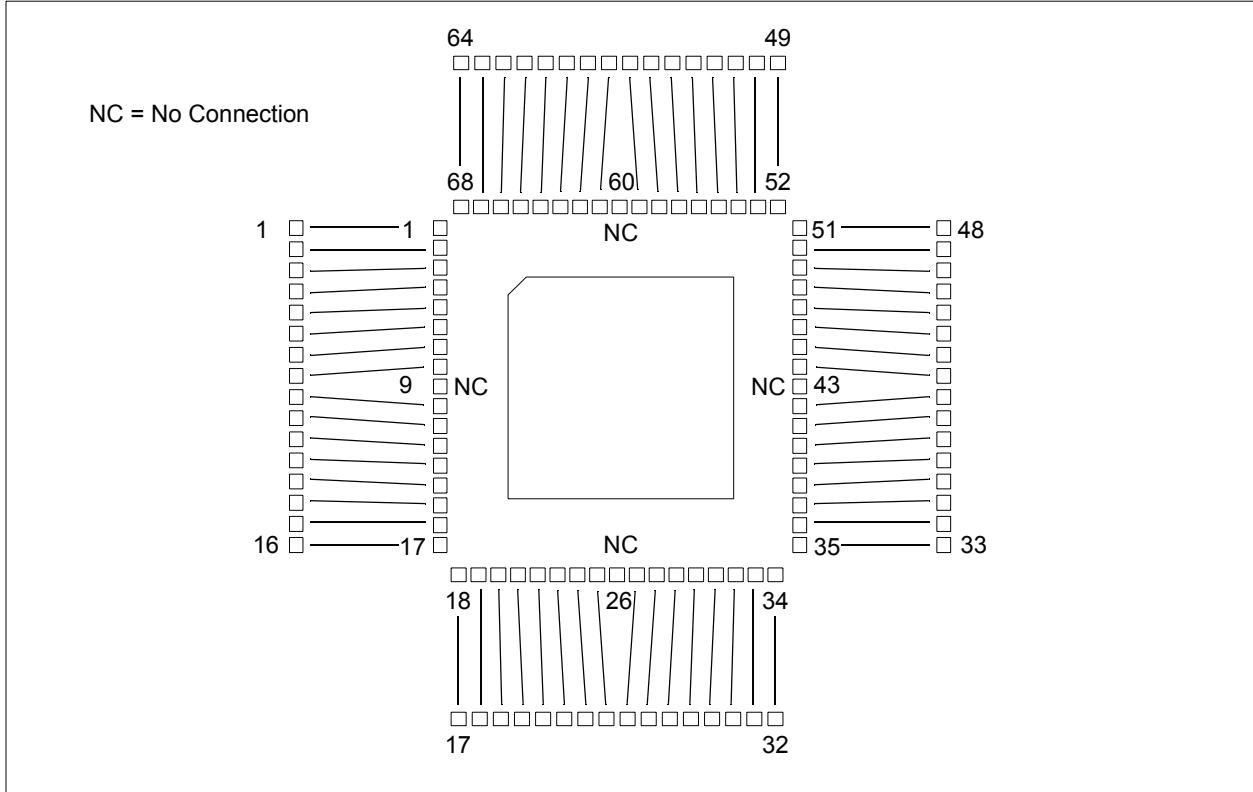 64 49
NC = No Connection
68 60 52
1 1 NC 51 48
9 NC NC 43
16 17 NC 35 33
18 26 34
17 32